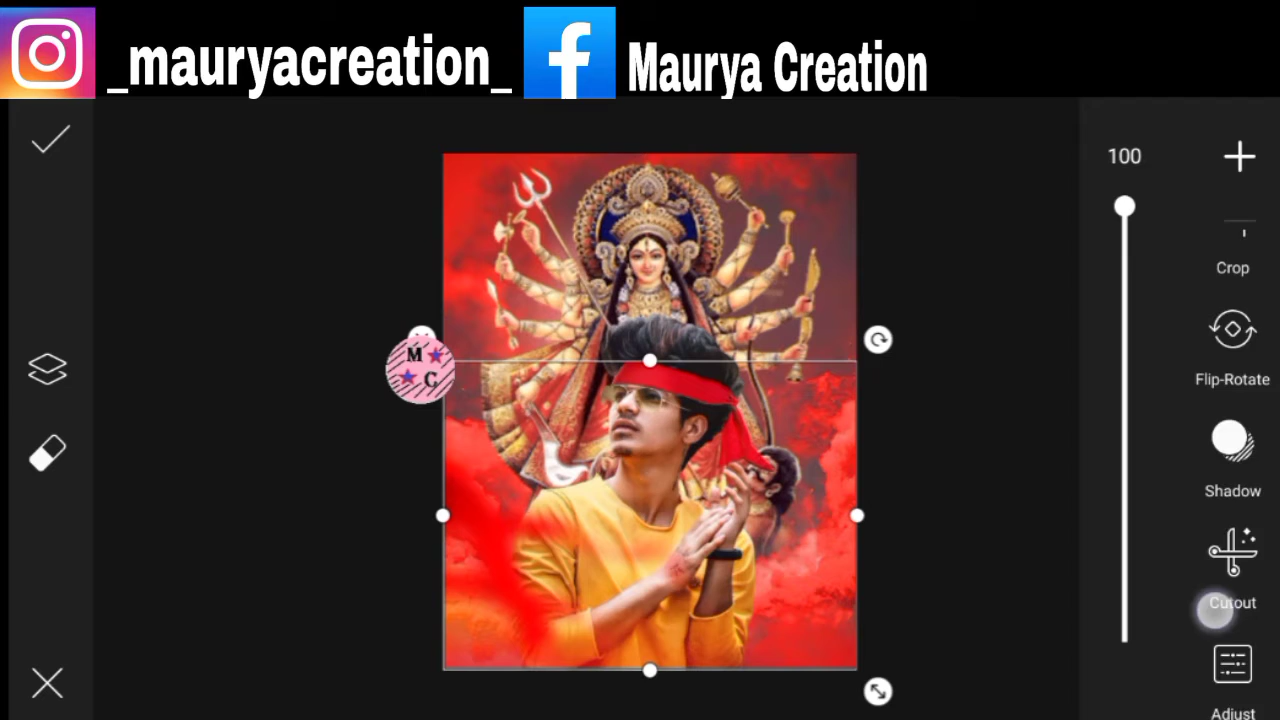 _mauryacreation_
Maurya Creation
100
Crop
Flip-Rotate
M
C
Shadow
Cutout
Adjust